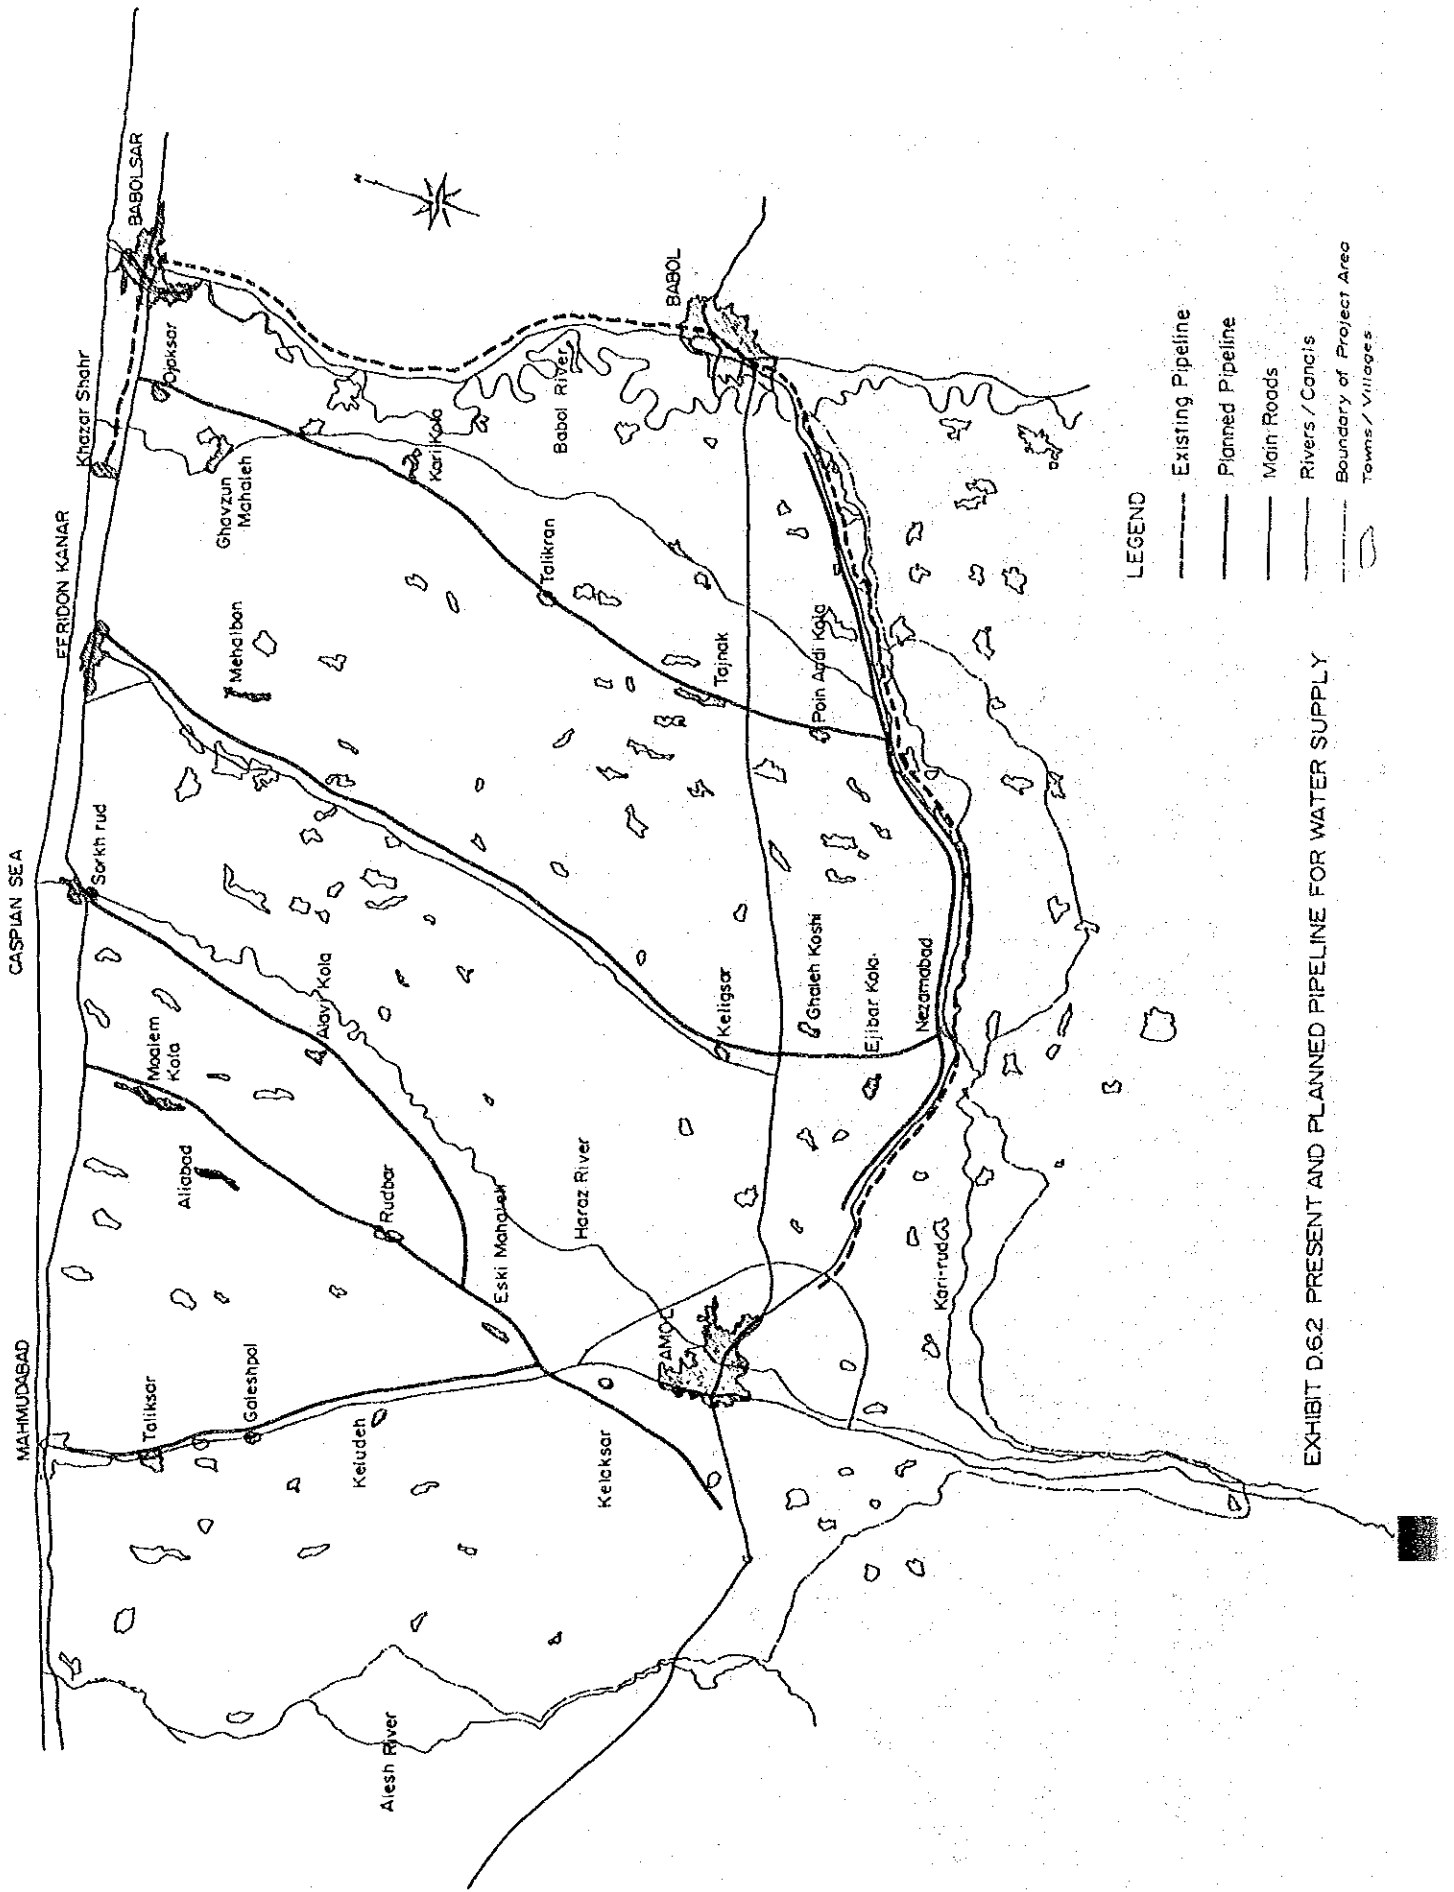 CASPIAN SEA
MAHMUDABAD
Sorkh rud
FERIDON KANAR
Khazar Shahr
BABOLSAR
Taliksar
Galeshpol
Aliabad
Moalem
Kola
Alavi Kola
Mehalban
Ghavzun
Mahaleh
Ojaksar
Alesh River
Keludeh
Rudbar
Eski Mahaleh
Haraz River
Talikran
Kari Kola
Babol River
Kelaksar
AMOL
Keligsar
Tajnak
BABOL
Ghaleh Koshi
Ejibar Kola
Poin Andi Kola
Nezamabad
Kari-rud
N
LEGEND
Existing Pipeline
Planned Pipeline
Main Roads
Rivers / Canals
Boundary of Project Area
Towns / Villages
EXHIBIT D.6.2 PRESENT AND PLANNED PIPELINE FOR WATER SUPPLY